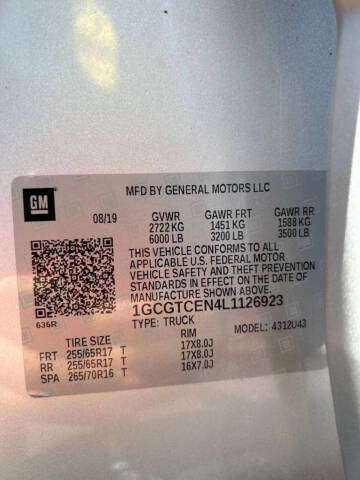 GM
MFD BY GENERAL MOTORS LLC
08/19 GVWR GAWR FRT GAWR RR
2722 KG 1451 KG 1588 KG
6000 LB 3200 LB 3500 LB
THIS VEHICLE CONFORMS TO ALL
APPLICABLE U.S. FEDERAL MOTOR
VEHICLE SAFETY AND THEFT PREVENTION
STANDARDS IN EFFECT ON THE DATE
OF MANUFACTURE SHOWN ABOVE.
636R
1GCGTCEN4L1126923
TYPE: TRUCK MODEL: 4312U43
TIRE SIZE RIM
FRT 255/65R17 T 17X8.0J
RR 255/65R17 T 17X8.0J
SPA 265/70R16 T 16X7.0J